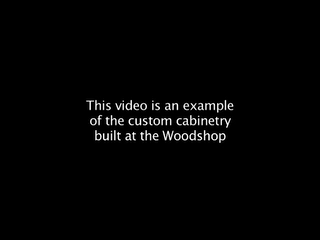 This video is an example
of the custom cabinetry
built at the Woodshop